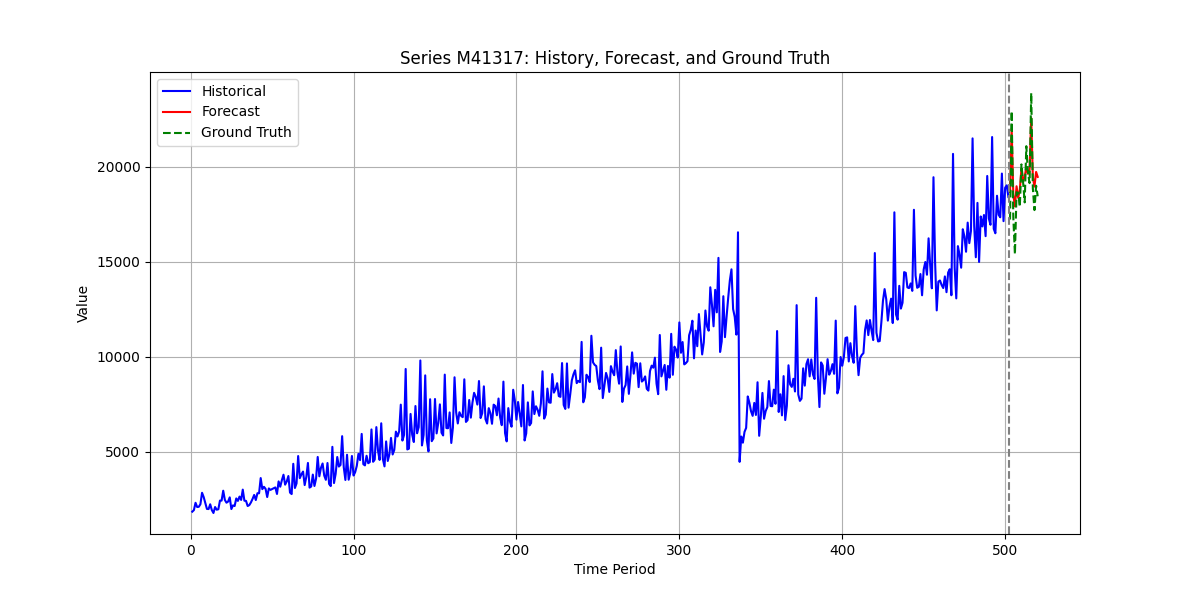 Series M41317: History, Forecast, and Ground Truth
Historical
Forecast
Ground Truth
20000
15000
10000
5000
Value
0
100
200
300
400
500
Time Period